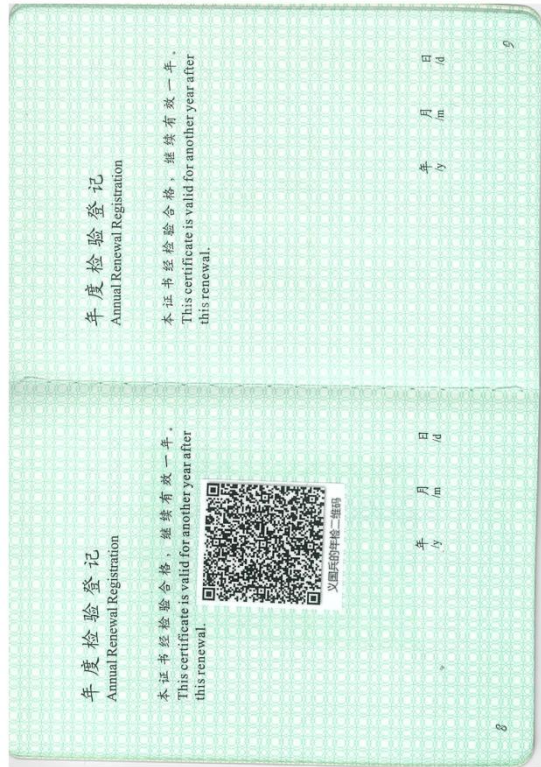 年度检验登记
Annual Renewal Registration
本证书经检验合格，继续有效一年。
This certificate is valid for another year after
this renewal.
义国兵的年检二维码
年 月 日
/y /m /d
8
年度检验登记
Annual Renewal Registration
本证书经检验合格，继续有效一年。
This certificate is valid for another year after
this renewal.
年 月 日
/y /m /d
9